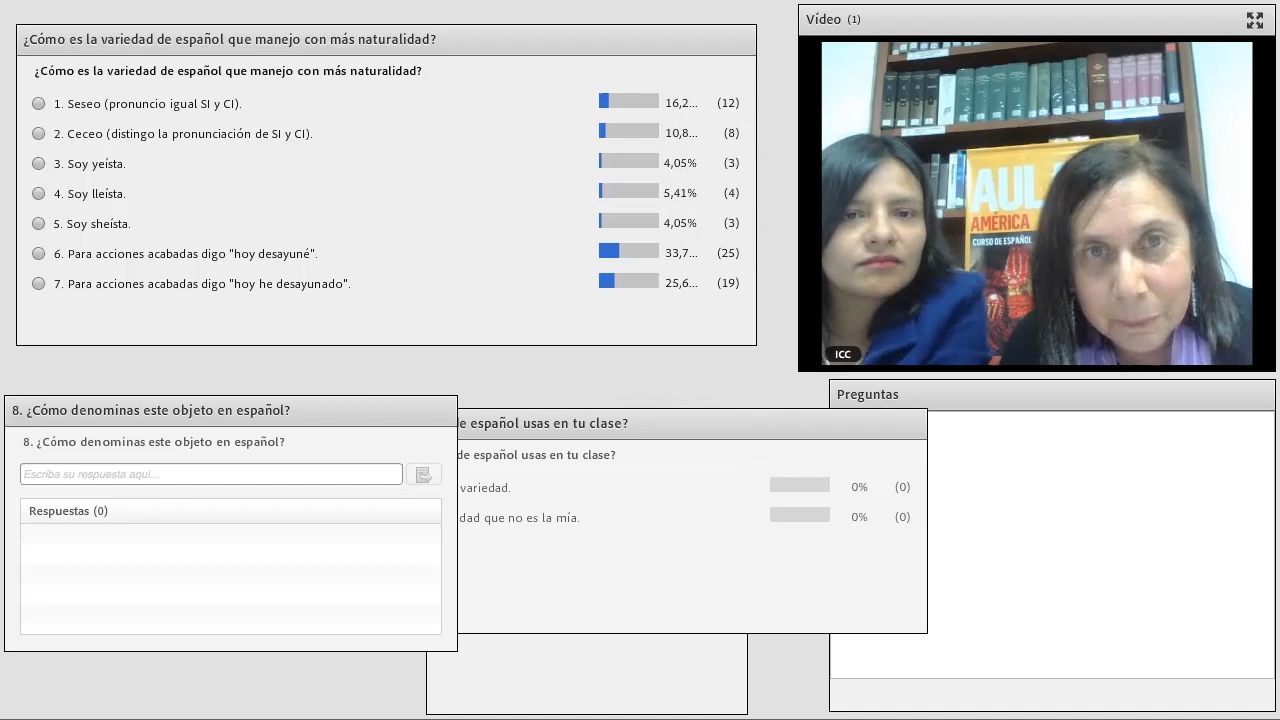 ¿Cómo es la variedad de español que manejo con más naturalidad?
¿Cómo es la variedad de español que manejo con más naturalidad?
1. Seseo (pronuncio igual SI y CI). 16,2... (12)
2. Ceceo (distingo la pronunciación de SI y CI). 10,8... (8)
3. Soy yeísta. 4,05% (3)
4. Soy lleísta. 5,41% (4)
5. Soy sheísta. 4,05% (3)
6. Para acciones acabadas digo "hoy desayuné". 33,7... (25)
7. Para acciones acabadas digo "hoy he desayunado". 25,6... (19)
Vídeo (1)
AUL
AMÉRICA
CURSO DE ESPAÑOL
ICC
8. ¿Cómo denominas este objeto en español?
8. ¿Cómo denominas este objeto en español?
Escriba su respuesta aquí...
Respuestas (0)
de español usas en tu clase?
de español usas en tu clase?
variedad. 0% (0)
dad que no es la mía. 0% (0)
Preguntas